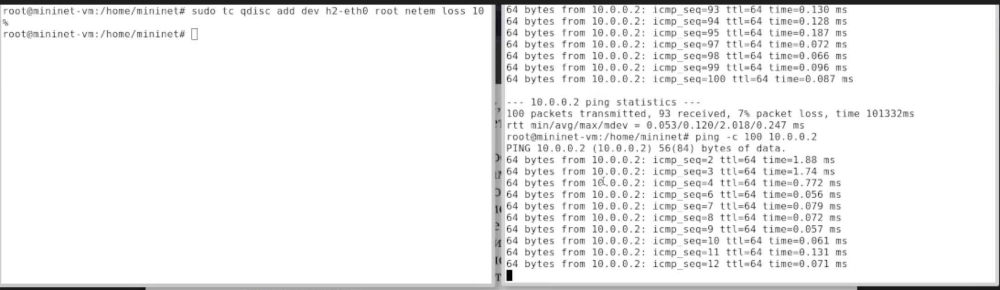 root@mininet-vm:/home/mininet# sudo tc qdisc add dev h2-eth0 root netem loss 10
%
root@mininet-vm:/home/mininet#
64 bytes from 10.0.0.2: icmp_seq=93 ttl=64 time=0.130 ms
64 bytes from 10.0.0.2: icmp_seq=94 ttl=64 time=0.128 ms
64 bytes from 10.0.0.2: icmp_seq=95 ttl=64 time=0.187 ms
64 bytes from 10.0.0.2: icmp_seq=97 ttl=64 time=0.072 ms
64 bytes from 10.0.0.2: icmp_seq=98 ttl=64 time=0.066 ms
64 bytes from 10.0.0.2: icmp_seq=99 ttl=64 time=0.096 ms
64 bytes from 10.0.0.2: icmp_seq=100 ttl=64 time=0.087 ms
--- 10.0.0.2 ping statistics ---
100 packets transmitted, 93 received, 7% packet loss, time 101332ms
rtt min/avg/max/mdev = 0.053/0.120/2.018/0.247 ms
root@mininet-vm:/home/mininet# ping -c 100 10.0.0.2
PING 10.0.0.2 (10.0.0.2) 56(84) bytes of data.
64 bytes from 10.0.0.2: icmp_seq=2 ttl=64 time=1.88 ms
64 bytes from 10.0.0.2: icmp_seq=3 ttl=64 time=1.74 ms
64 bytes from 10.0.0.2: icmp_seq=4 ttl=64 time=0.772 ms
64 bytes from 10.0.0.2: icmp_seq=6 ttl=64 time=0.056 ms
64 bytes from 10.0.0.2: icmp_seq=7 ttl=64 time=0.079 ms
64 bytes from 10.0.0.2: icmp_seq=8 ttl=64 time=0.072 ms
64 bytes from 10.0.0.2: icmp_seq=9 ttl=64 time=0.057 ms
64 bytes from 10.0.0.2: icmp_seq=10 ttl=64 time=0.061 ms
64 bytes from 10.0.0.2: icmp_seq=11 ttl=64 time=0.131 ms
64 bytes from 10.0.0.2: icmp_seq=12 ttl=64 time=0.071 ms